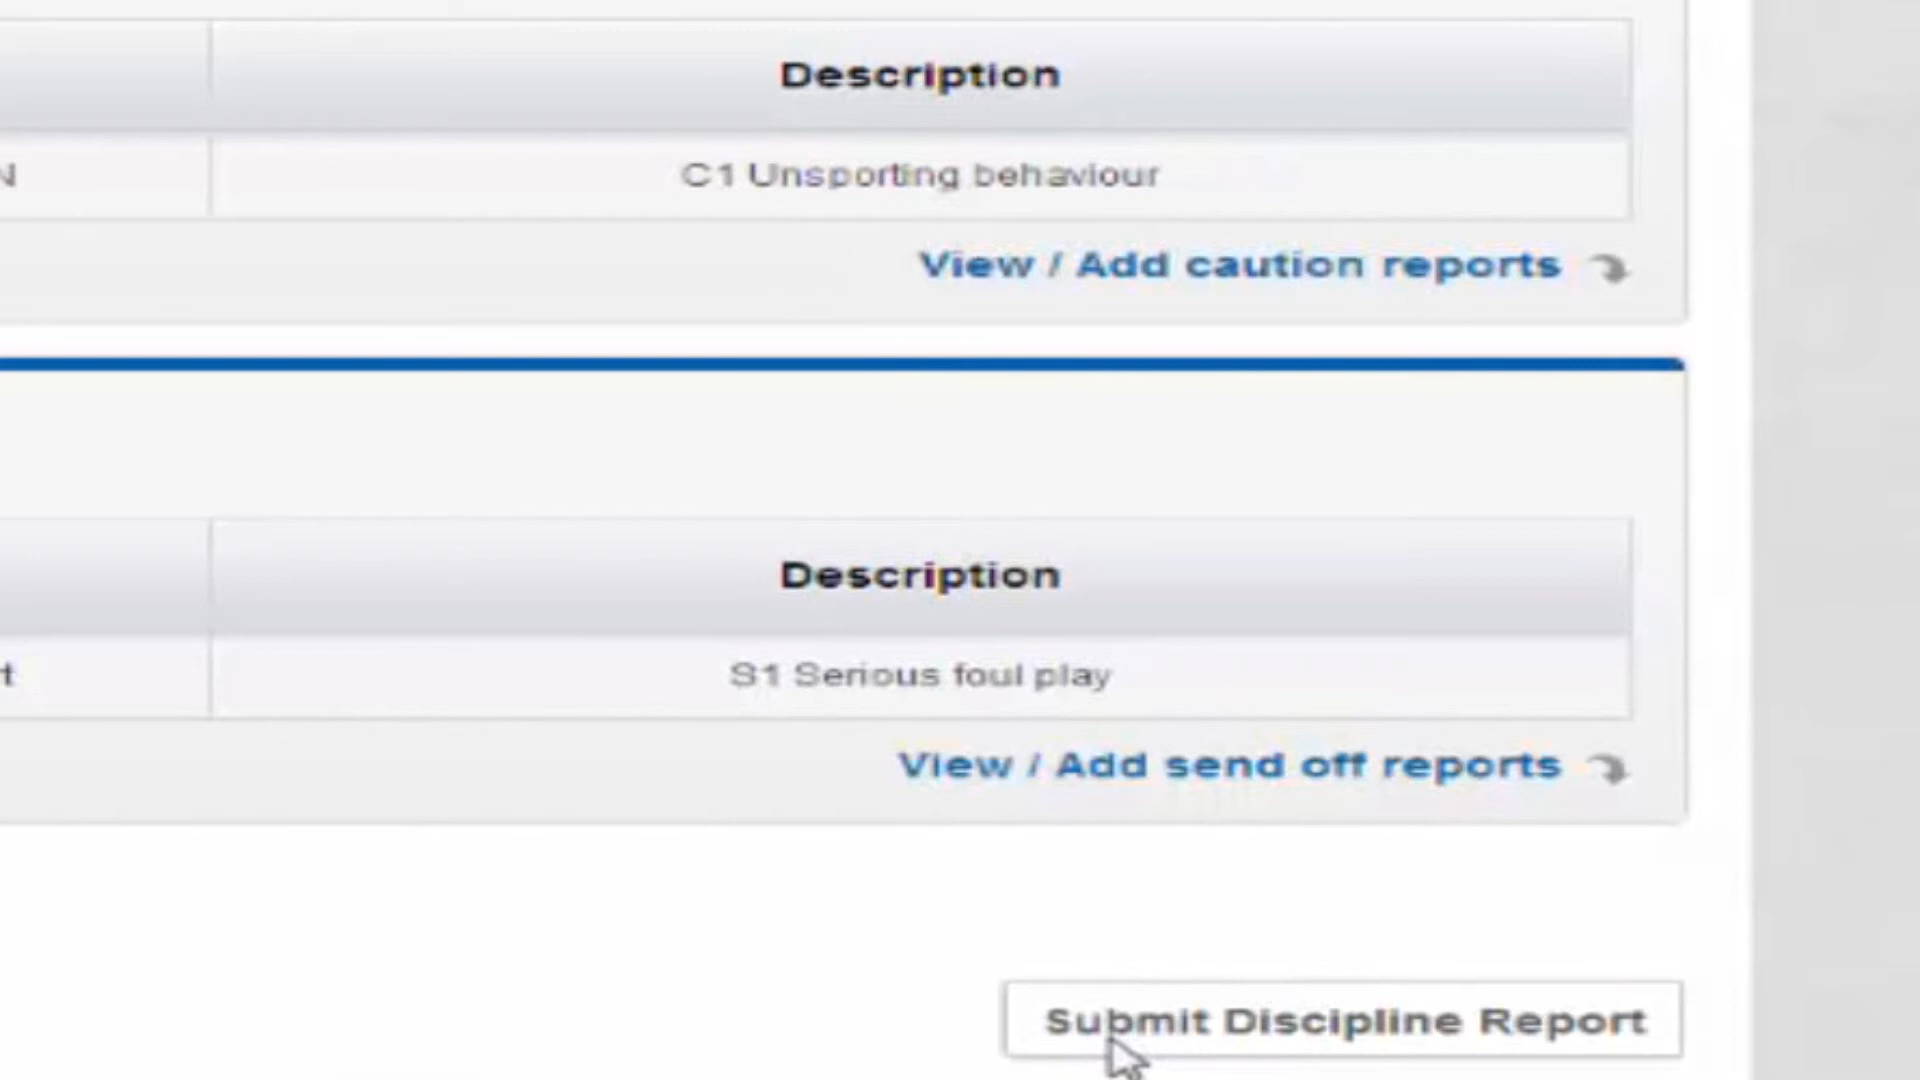 Description
N
C1 Unsporting behaviour
View / Add caution reports
Description
t
S1 Serious foul play
View / Add send off reports
Submit Discipline Report